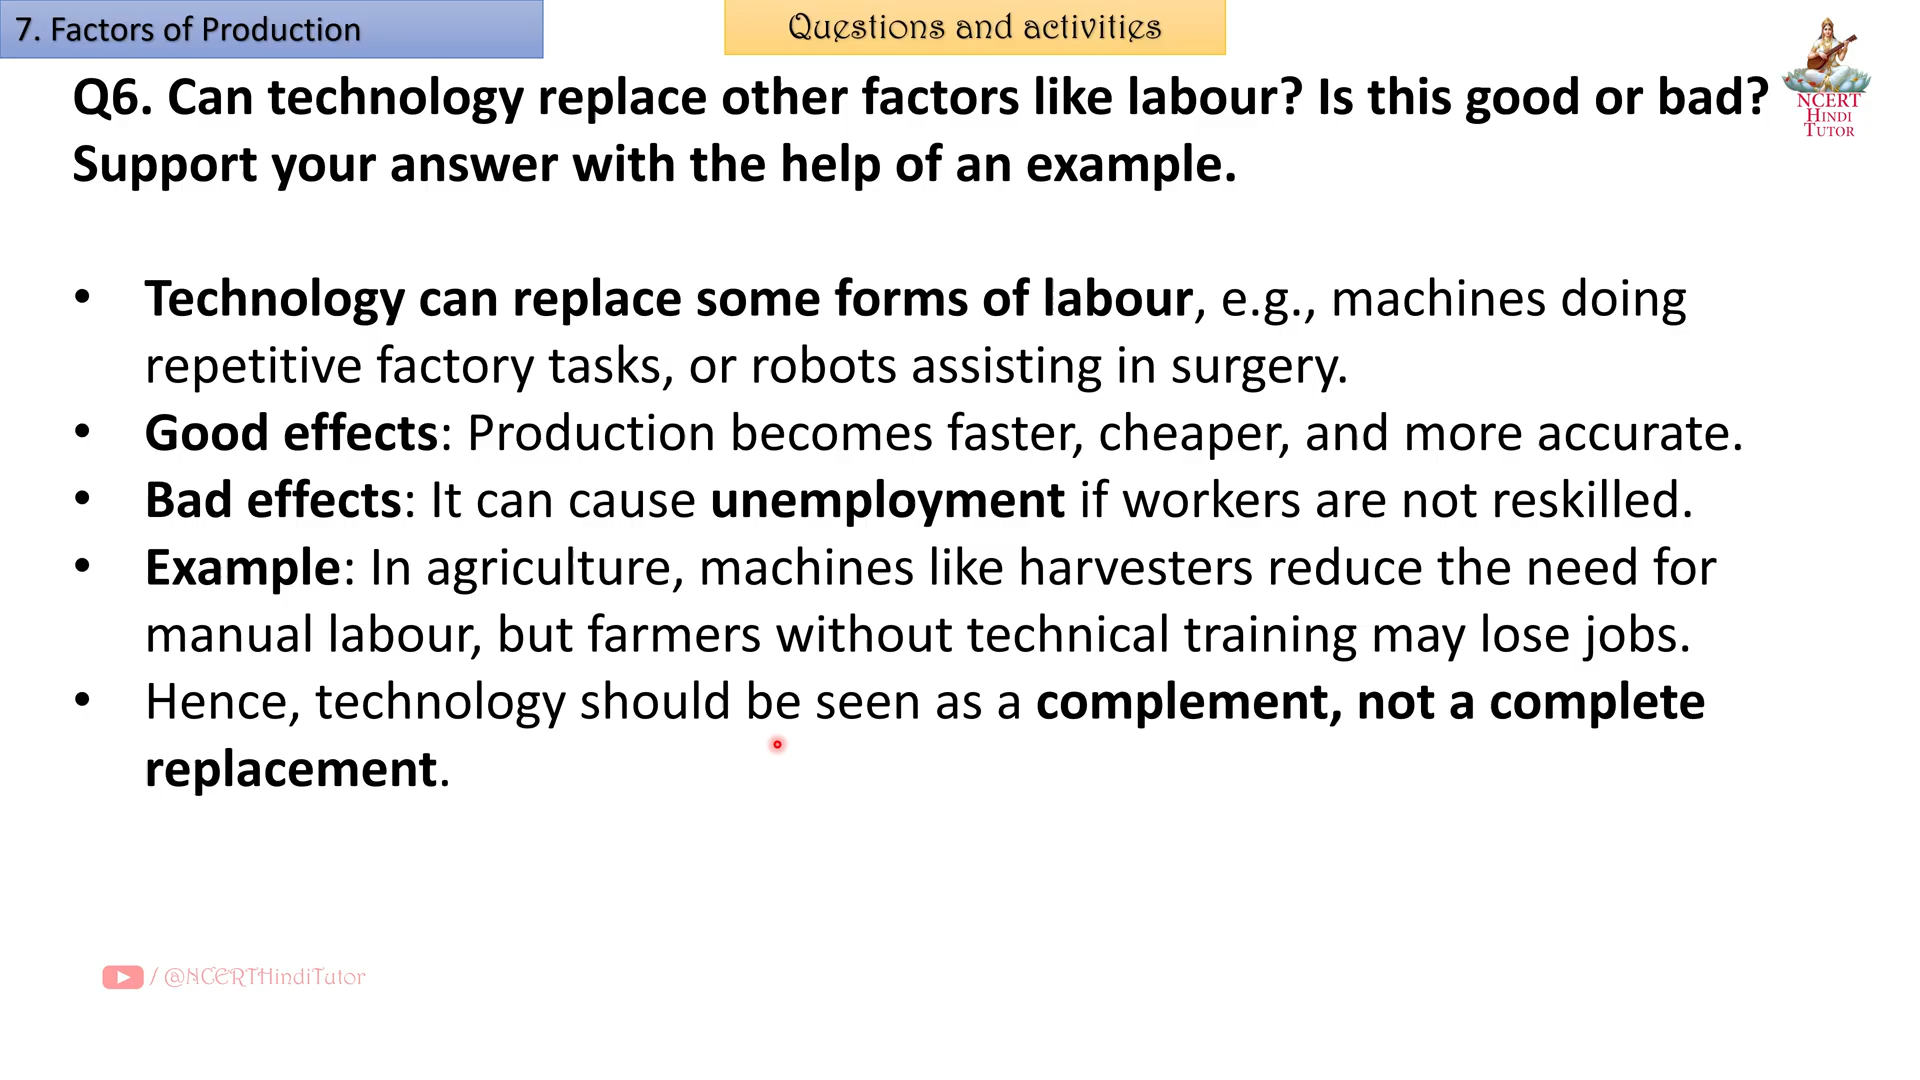 7. Factors of Production
Questions and activities
NCERT
HINDI
TUTOR
Q6. Can technology replace other factors like labour? Is this good or bad?
Support your answer with the help of an example.
• Technology can replace some forms of labour, e.g., machines doing
repetitive factory tasks, or robots assisting in surgery.
• Good effects: Production becomes faster, cheaper, and more accurate.
• Bad effects: It can cause unemployment if workers are not reskilled.
• Example: In agriculture, machines like harvesters reduce the need for
manual labour, but farmers without technical training may lose jobs.
• Hence, technology should be seen as a complement, not a complete
replacement.
/ @NCERTHindiTutor